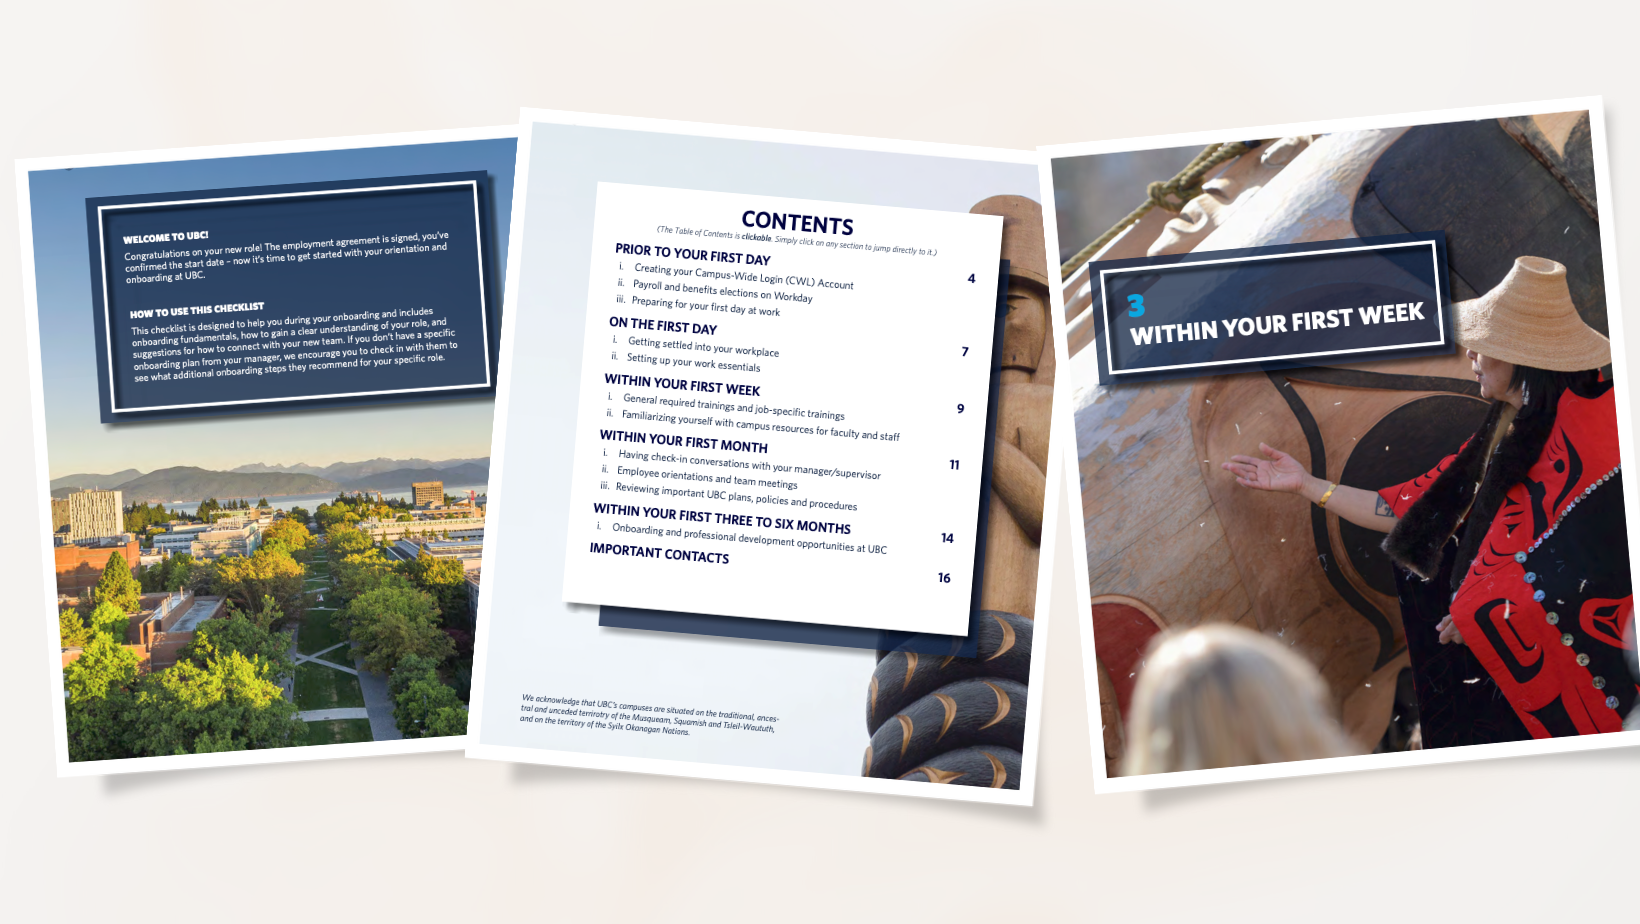 WELCOME TO UBC!
Congratulations on your new role! The employment agreement is signed, you've
confirmed the start date – now it's time to get started with your orientation and
onboarding at UBC.
HOW TO USE THIS CHECKLIST
This checklist is designed to help you during your onboarding and includes
onboarding fundamentals, how to gain a clear understanding of your role, and
suggestions for how to connect with your new team. If you don't have a specific
onboarding plan from your manager, we encourage you to check in with them to
see what additional onboarding steps they recommend for your specific role.
CONTENTS
(The Table of Contents is clickable. Simply click on any section to jump directly to it.)
PRIOR TO YOUR FIRST DAY 4
i. Creating your Campus-Wide Login (CWL) Account
ii. Payroll and benefits elections on Workday
iii. Preparing for your first day at work
ON THE FIRST DAY 7
i. Getting settled into your workplace
ii. Setting up your work essentials
WITHIN YOUR FIRST WEEK 9
i. General required trainings and job-specific trainings
ii. Familiarizing yourself with campus resources for faculty and staff
WITHIN YOUR FIRST MONTH 11
i. Having check-in conversations with your manager/supervisor
ii. Employee orientations and team meetings
iii. Reviewing important UBC plans, policies and procedures
WITHIN YOUR FIRST THREE TO SIX MONTHS 14
i. Onboarding and professional development opportunities at UBC
IMPORTANT CONTACTS 16
We acknowledge that UBC's campuses are situated on the traditional, ances-
tral and unceded terrirotry of the Musqueam, Squamish and Tsleil-Waututh,
and on the territory of the Syilx Okanagan Nations.
3
WITHIN YOUR FIRST WEEK